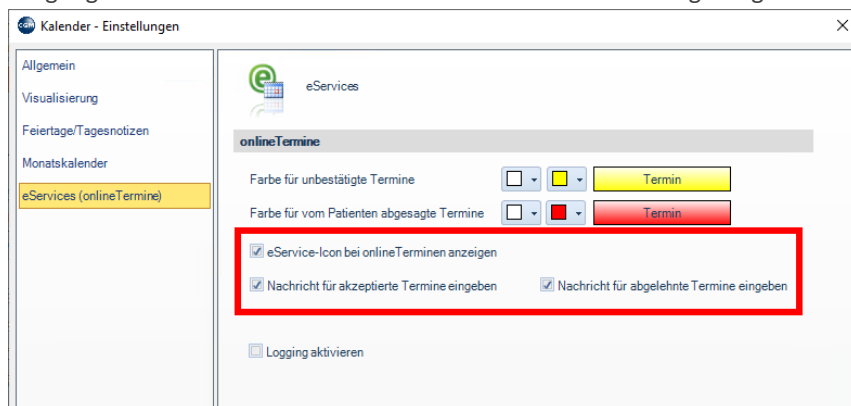 CGM Kalender - Einstellungen
Allgemein
Visualisierung
Feiertage/Tagesnotizen
Monatskalender
eServices (onlineTermine)
eServices
onlineTermine
Farbe für unbestätigte Termine Termin
Farbe für vom Patienten abgesagte Termine Termin
eService-Icon bei onlineTerminen anzeigen
Nachricht für akzeptierte Termine eingeben Nachricht für abgelehnte Termine eingeben
Logging aktivieren